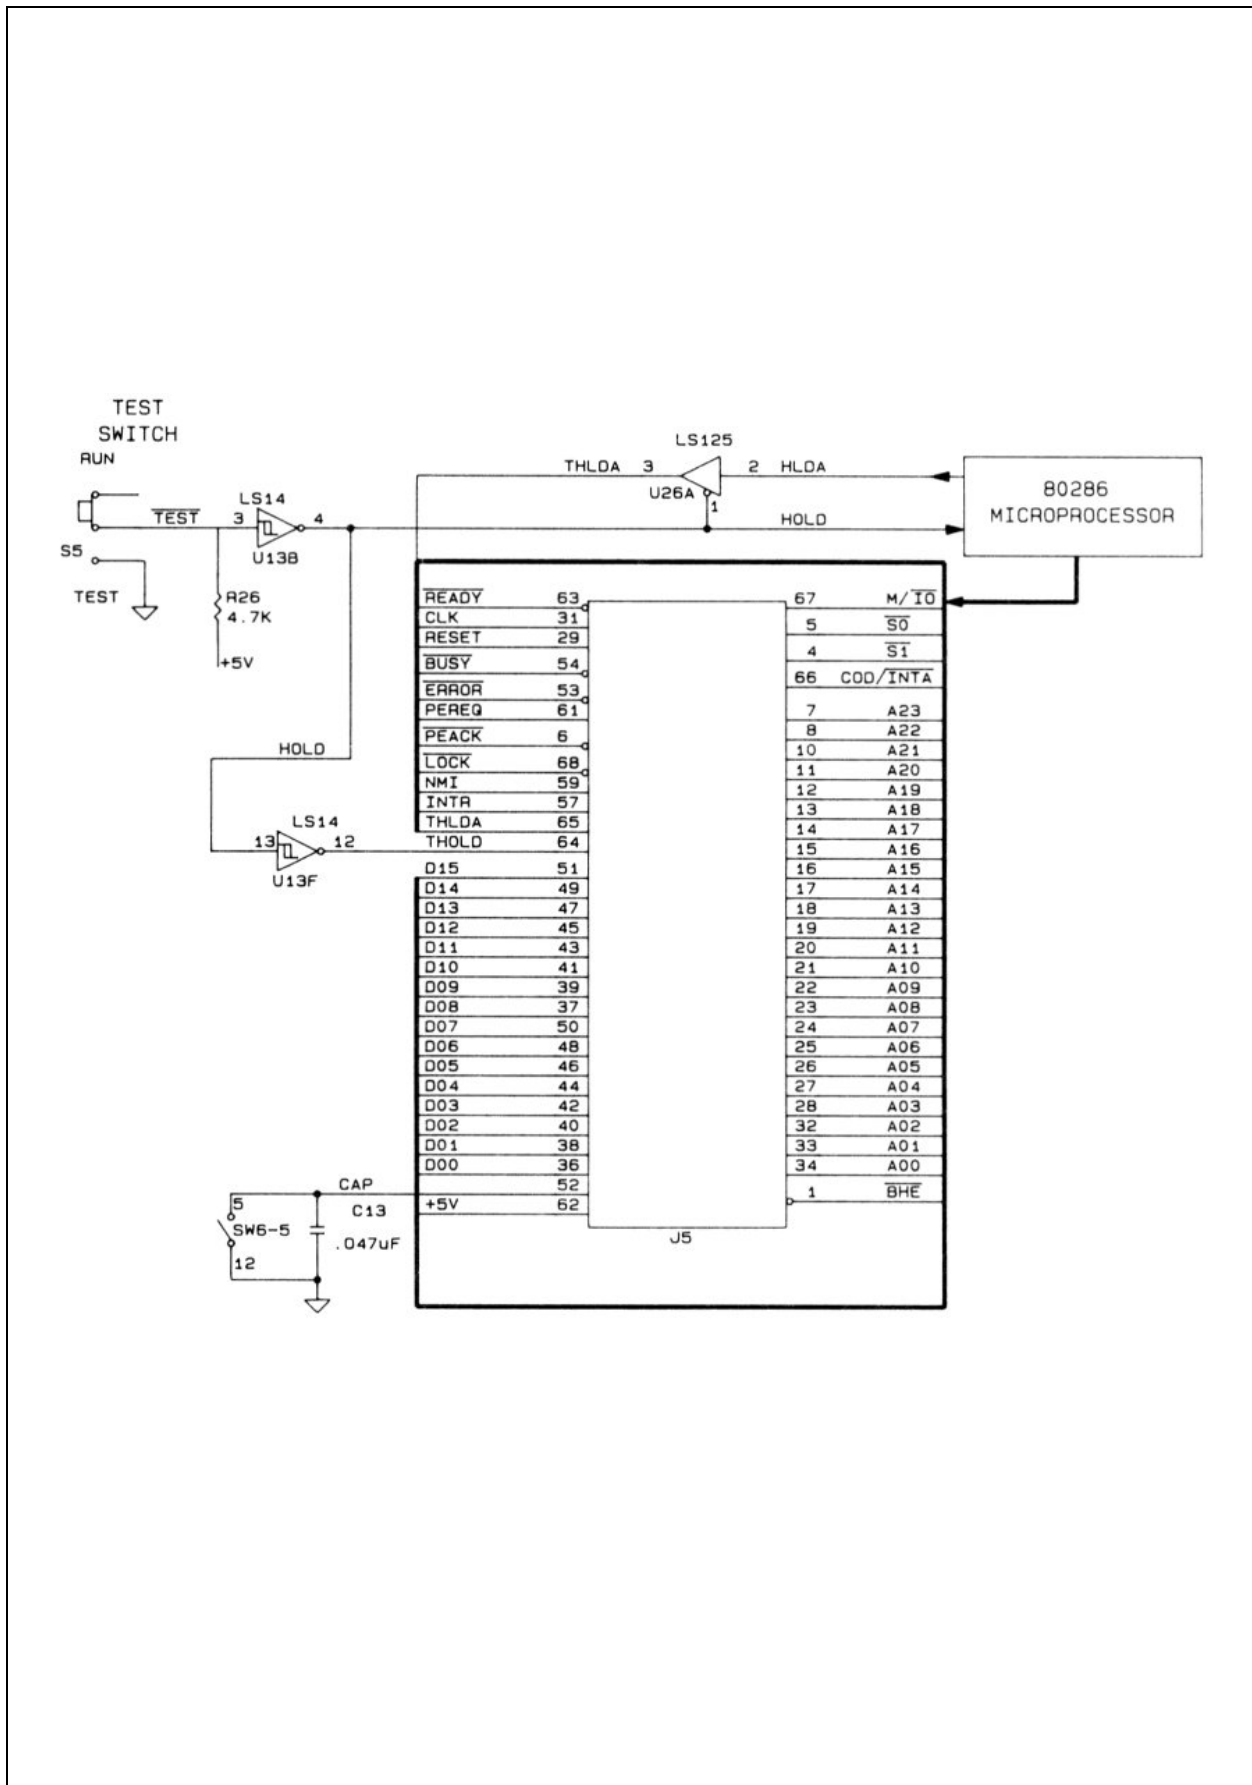 TEST
SWITCH
RUN
S5
TEST
TEST
3
LS14
4
U13B
R26
4.7K
+5V
LS125
THLDA 3
2 HLDA
U26A
1
HOLD
80286
MICROPROCESSOR
HOLD
LS14
13
12
U13F
READY 63
CLK 31
RESET 29
BUSY 54
ERROR 53
PEREQ 61
PEACK 6
LOCK 68
NMI 59
INTR 57
THLDA 65
THOLD 64
D15 51
D14 49
D13 47
D12 45
D11 43
D10 41
D09 39
D08 37
D07 50
D06 48
D05 46
D04 44
D03 42
D02 40
D01 38
D00 36
CAP 52
+5V 62
67 M/IO
5 S0
4 S1
66 COD/INTA
7 A23
8 A22
10 A21
11 A20
12 A19
13 A18
14 A17
15 A16
16 A15
17 A14
18 A13
19 A12
20 A11
21 A10
22 A09
23 A08
24 A07
25 A06
26 A05
27 A04
28 A03
32 A02
33 A01
34 A00
1 BHE
J5
5
SW6-5
12
C13
.047uF